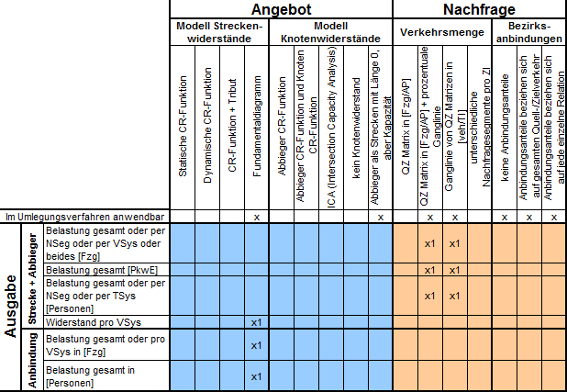 Angebot
Nachfrage
Modell Strecken-
widerstände
Modell
Knotenwiderstände
Verkehrsmenge
Bezirks-
anbindungen
Statische CR-Funktion
Dynamische CR-Funktion
CR-Funktion + Tribut
Fundamentaldiagramm
Abbieger CR-Funktion
Abbieger CR-Funktion und Knoten
CR-Funktion
ICA (Intersection Capacity Analysis)
kein Knotenwiderstand
Abbieger als Strecken mit Länge 0,
aber Kapazität
QZ Matrix in [Fzg/AP]
QZ Matrix in [Fzg/AP] + prozentuale
Ganglinie
Ganglinie von QZ Matrizen in
[veh/TI]
unterschiedliche
Nachfragesegmente pro ZI
keine Anbindungsanteile
Anbindungsanteile beziehen sich
auf gesamten Quell-/Zielverkehr
Anbindungsanteile beziehen sich
auf jede einzelne Relation
Im Umlegungsverfahren anwendbar x x x x x x x
Ausgabe
Strecke + Abbieger
Belastung gesamt oder per
NSeg oder per VSys oder
beides [Fzg] x1 x1
Belastung gesamt [PkwE] x1 x1
Belastung gesamt oder per
NSeg oder per TSys
[Personen] x1 x1
Widerstand pro VSys x1
Anbindung
Belastung gesamt oder pro
VSys in [Fzg] x1
Belastung gesamt in
[Personen] x1